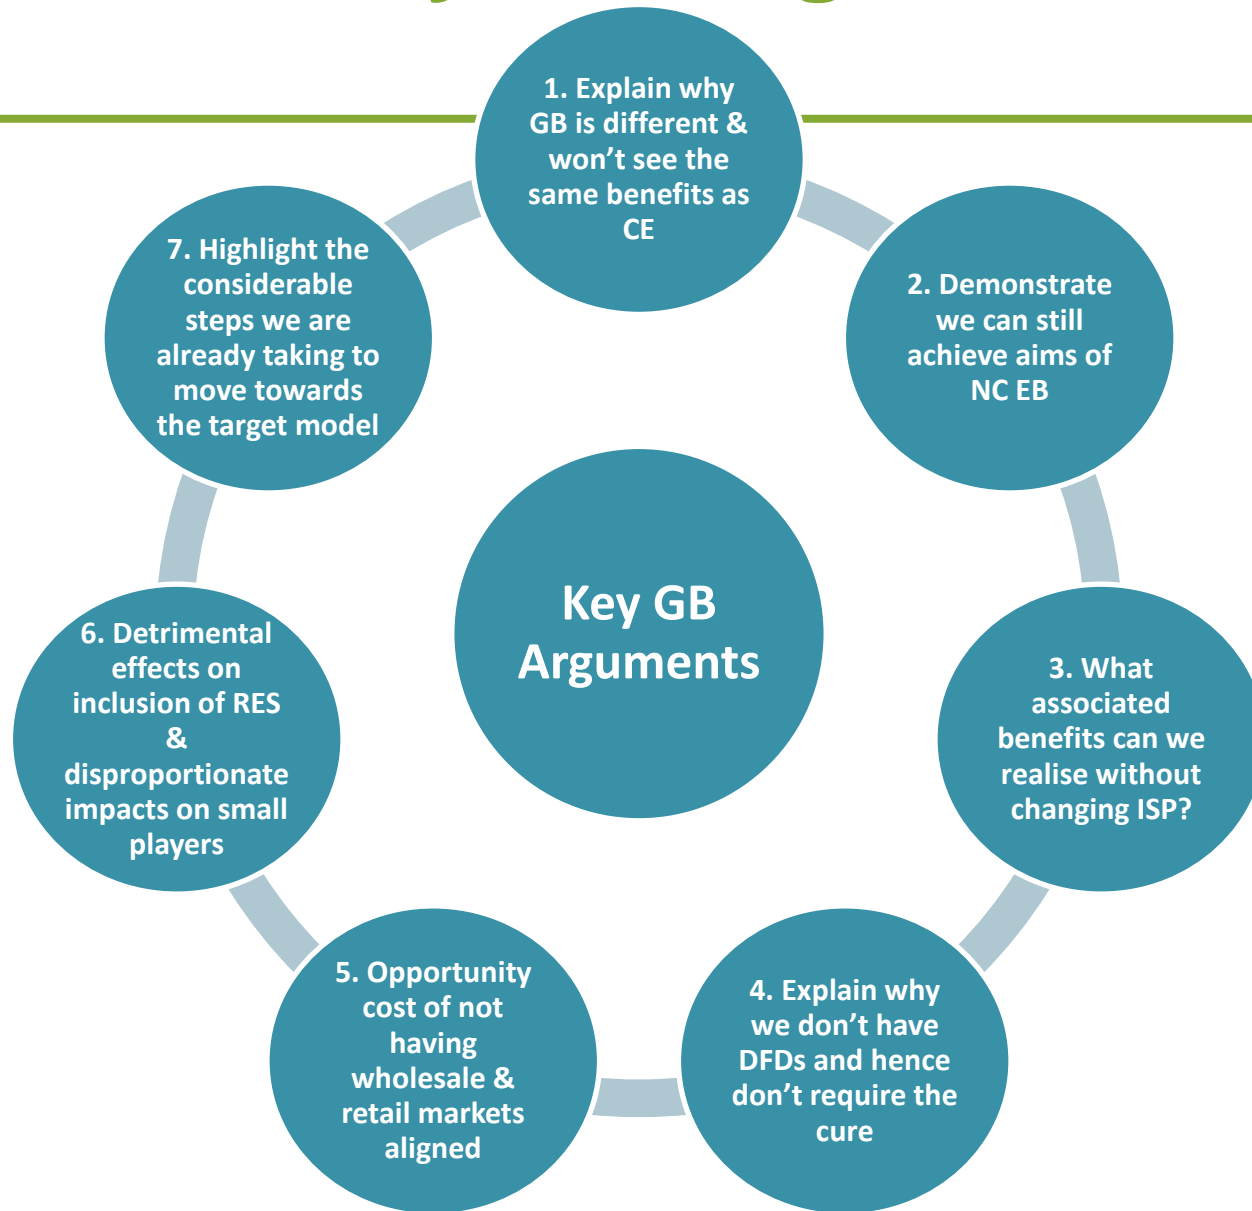 1. Explain why
GB is different &
won’t see the
same benefits as
CE
2. Demonstrate
we can still
achieve aims of
NC EB
3. What
associated
benefits can we
realise without
changing ISP?
4. Explain why
we don’t have
DFDs and hence
don’t require the
cure
5. Opportunity
cost of not
having
wholesale &
retail markets
aligned
6. Detrimental
effects on
inclusion of RES
&
disproportionate
impacts on small
players
7. Highlight the
considerable
steps we are
already taking to
move towards
the target model
Key GB
Arguments